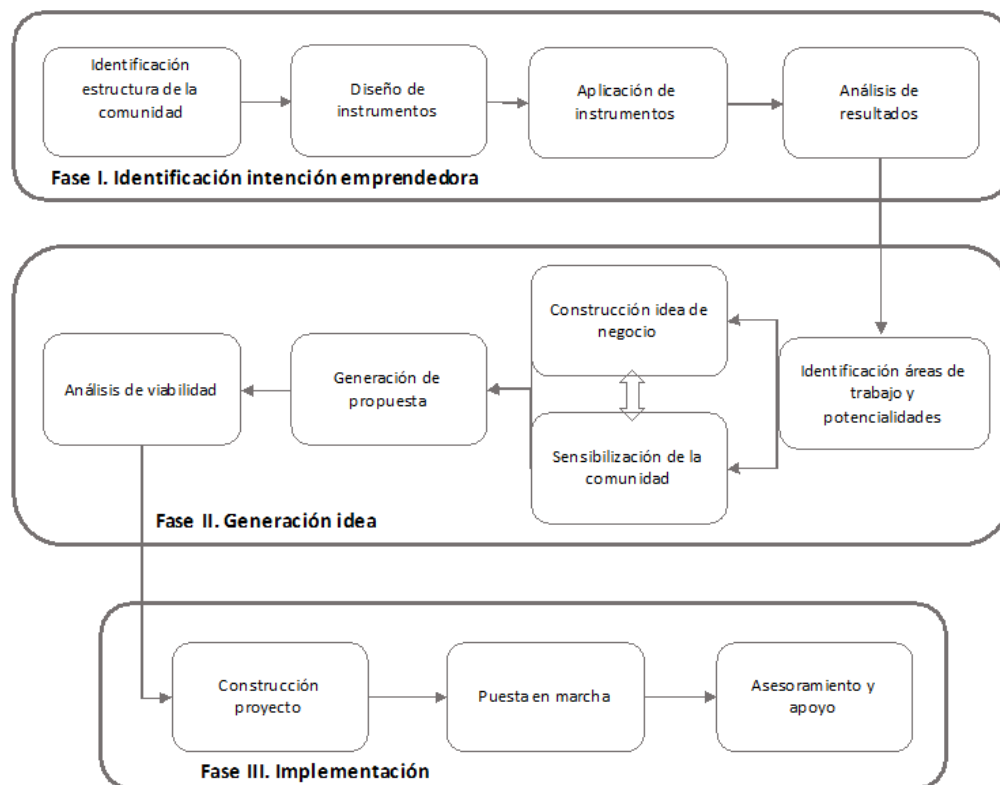 Identificación
estructura de la
comunidad
Diseño de
instrumentos
Aplicación de
instrumentos
Análisis de
resultados
Fase I. Identificación intención emprendedora
Construcción idea de
negocio
Identificación áreas de
trabajo y
potencialidades
Sensibilización de la
comunidad
Generación de
propuesta
Análisis de viabilidad
Fase II. Generación idea
Construcción
proyecto
Puesta en marcha
Asesoramiento y
apoyo
Fase III. Implementación